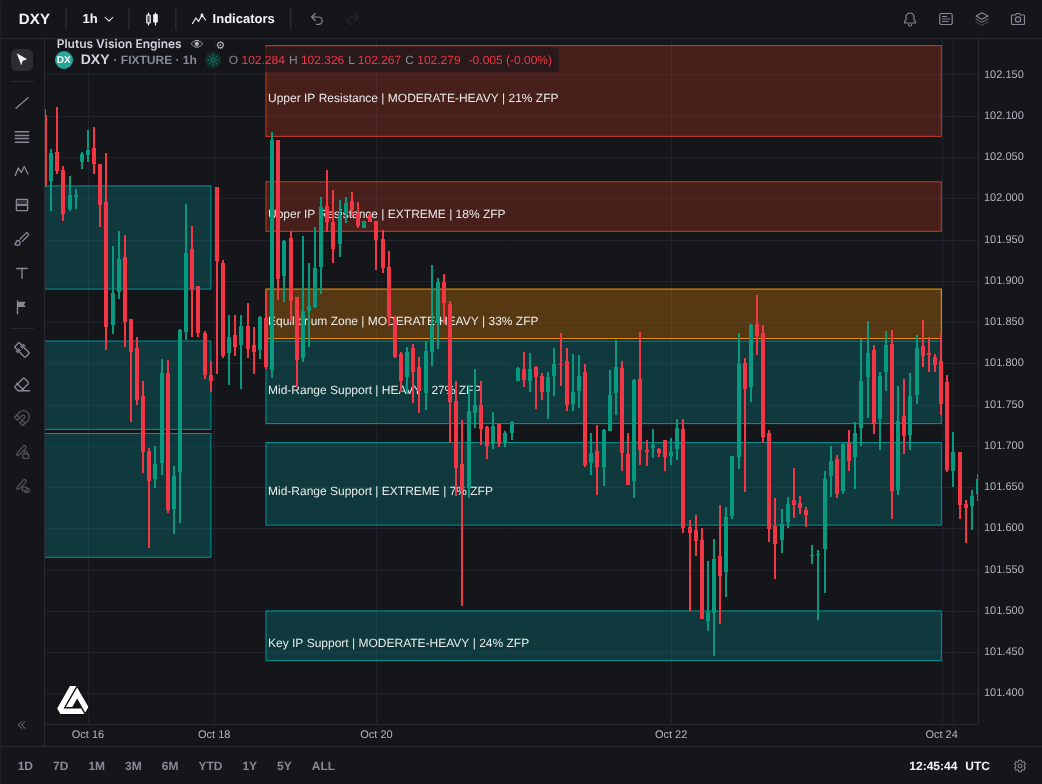 DXY
1h
Indicators
Plutus Vision Engines
DX DXY · FIXTURE · 1h O 102.284 H 102.326 L 102.267 C 102.279 -0.005 (-0.00%)
102.150
Upper IP Resistance | MODERATE-HEAVY | 21% ZFP
102.100
102.050
102.000
Upper IP Resistance | EXTREME | 18% ZFP
101.950
101.900
Equilibrium Zone | MODERATE-HEAVY | 33% ZFP
101.850
101.800
Mid-Range Support | HEAVY | 27% ZFP
101.750
101.700
Mid-Range Support | EXTREME | 7% ZFP
101.650
101.600
101.550
101.500
Key IP Support | MODERATE-HEAVY | 24% ZFP
101.450
101.400
Oct 16 Oct 18 Oct 20 Oct 22 Oct 24
1D 7D 1M 3M 6M YTD 1Y 5Y ALL 12:45:44 UTC